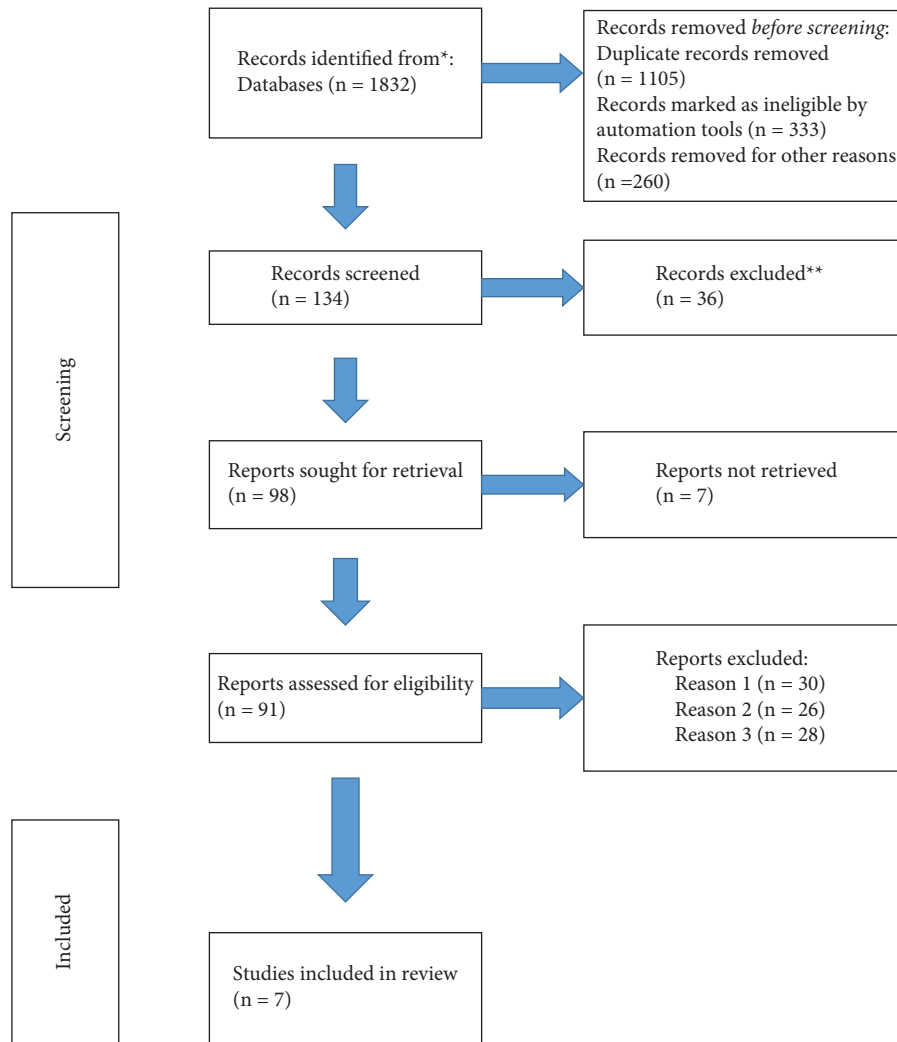 Records identified from*:
Databases (n = 1832)
Records removed before screening:
Duplicate records removed
(n = 1105)
Records marked as ineligible by
automation tools (n = 333)
Records removed for other reasons
(n =260)
Screening
Records screened
(n = 134)
Records excluded**
(n = 36)
Reports sought for retrieval
(n = 98)
Reports not retrieved
(n = 7)
Reports assessed for eligibility
(n = 91)
Reports excluded:
Reason 1 (n = 30)
Reason 2 (n = 26)
Reason 3 (n = 28)
Included
Studies included in review
(n = 7)